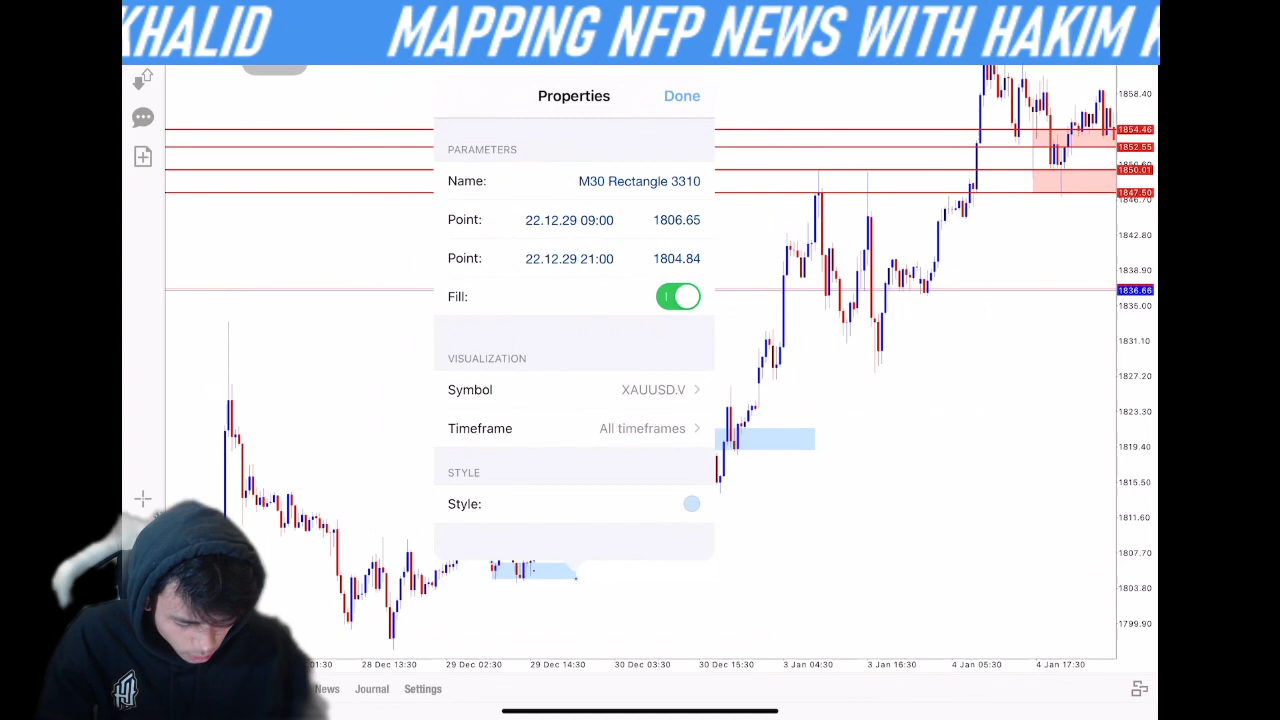 KHALID MAPPING NFP NEWS WITH HAKIM K
Properties
Done
PARAMETERS
Name: M30 Rectangle 3310
Point: 22.12.29 09:00 1806.65
Point: 22.12.29 21:00 1804.84
Fill:
VISUALIZATION
Symbol XAUUSD.V
Timeframe All timeframes
STYLE
Style:
1858.40
1854.46
1852.55
1850.01
1847.50
1846.70
1842.80
1838.90
1836.66
1835.00
1831.10
1827.20
1823.30
1819.40
1815.50
1811.60
1807.70
1803.80
1799.90
01:30 28 Dec 13:30 29 Dec 02:30 29 Dec 14:30 30 Dec 03:30 30 Dec 15:30 3 Jan 04:30 3 Jan 16:30 4 Jan 05:30 4 Jan 17:30
News Journal Settings